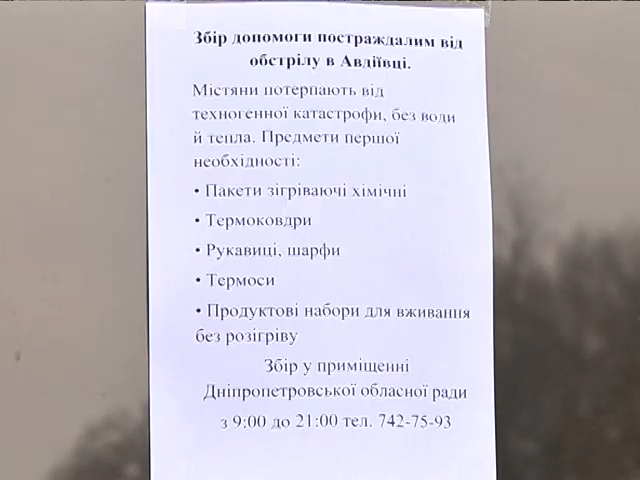 Збір допомоги постраждалим від
обстрілу в Авдіївці.
Містяни потерпають від
техногенної катастрофи, без води
й тепла. Предмети першої
необхідності:
• Пакети зігріваючі хімічні
• Термоковдри
• Рукавиці, шарфи
• Термоси
• Продуктові набори для вживання
без розігріву
Збір у приміщенні
Дніпропетровської обласної ради
з 9:00 до 21:00 тел. 742-75-93